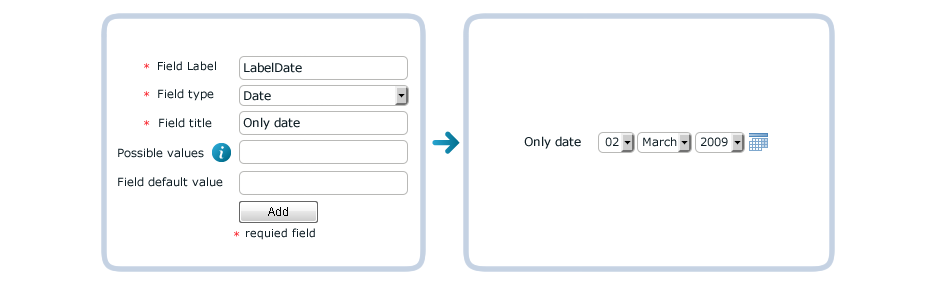 * Field Label LabelDate
* Field type Date
* Field title Only date
Possible values i
Field default value
Add
* requied field
Only date 02 March 2009